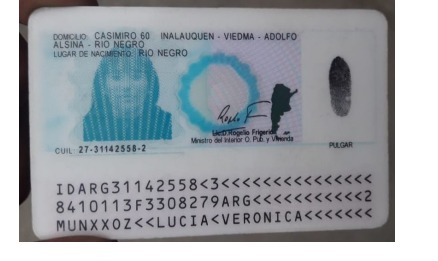 DOMICILIO: CASIMIRO 60 INALAUQUEN - VIEDMA - ADOLFO
ALSINA - RIO NEGRO
LUGAR DE NACIMIENTO: RIO NEGRO
Lic.D.Rogelio Frigerio
Ministro del Interior O. Pub. y Vivienda
PULGAR
CUIL: 27-31142558-2
IDARG31142558<3<<<<<<<<<<<<<<<
8410113F3308279ARG<<<<<<<<<<<2
MUNXXOZ<<LUCIA<VERONICA<<<<<<<